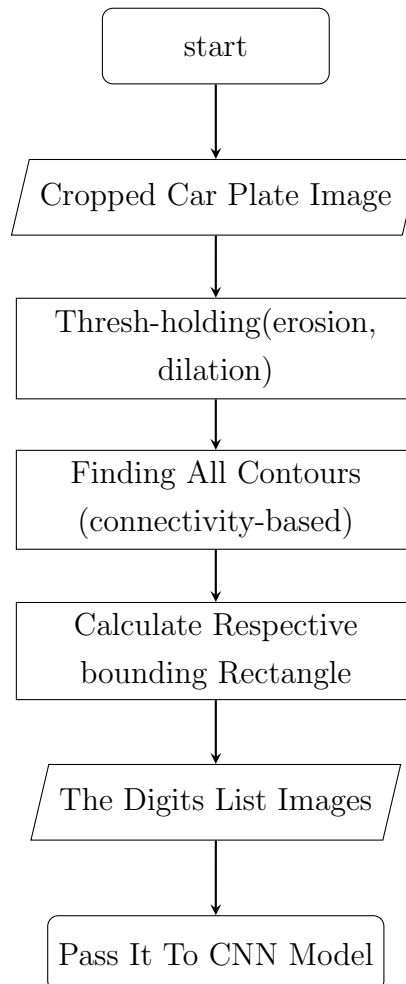 start
Cropped Car Plate Image
Thresh-holding(erosion,
dilation)
Finding All Contours
(connectivity-based)
Calculate Respective
bounding Rectangle
The Digits List Images
Pass It To CNN Model